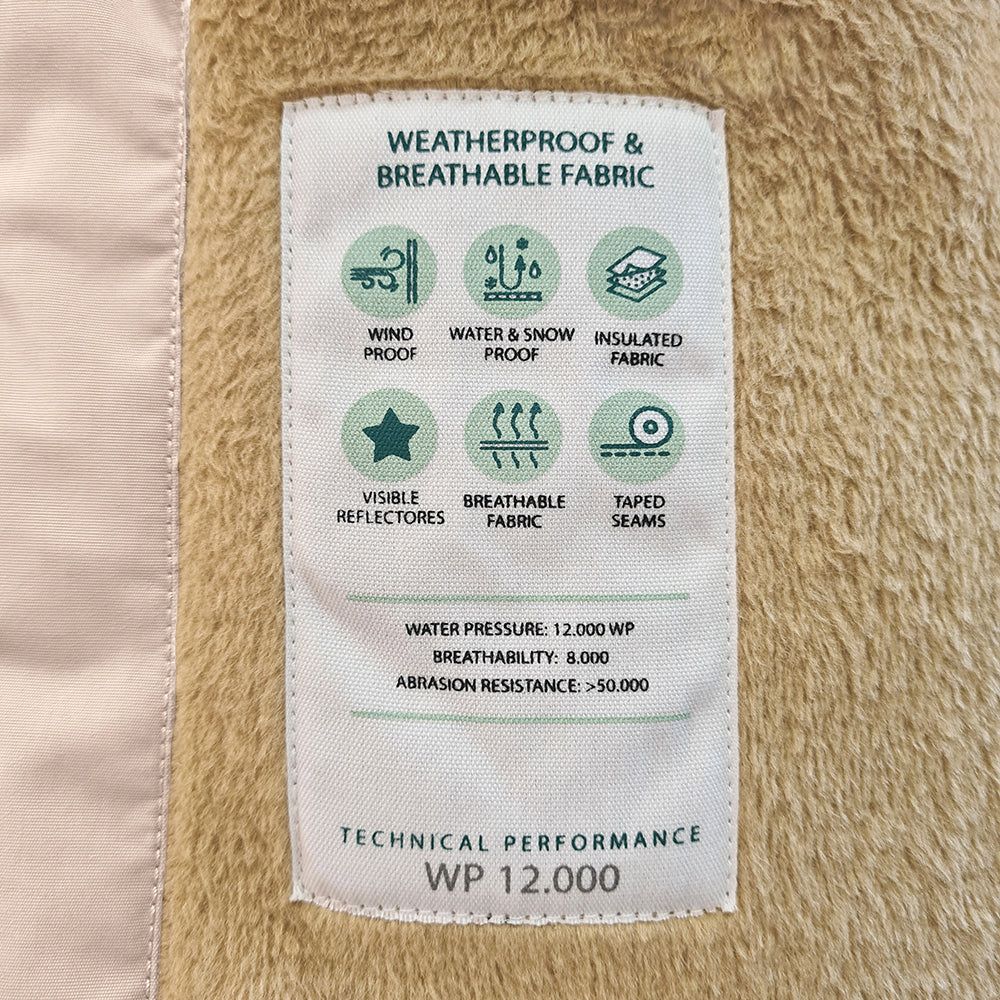 WEATHERPROOF &
BREATHABLE FABRIC
WIND
PROOF
WATER & SNOW
PROOF
INSULATED
FABRIC
VISIBLE
REFLECTORES
BREATHABLE
FABRIC
TAPED
SEAMS
WATER PRESSURE: 12.000 WP
BREATHABILITY: 8.000
ABRASION RESISTANCE: >50.000
TECHNICAL PERFORMANCE
WP 12.000